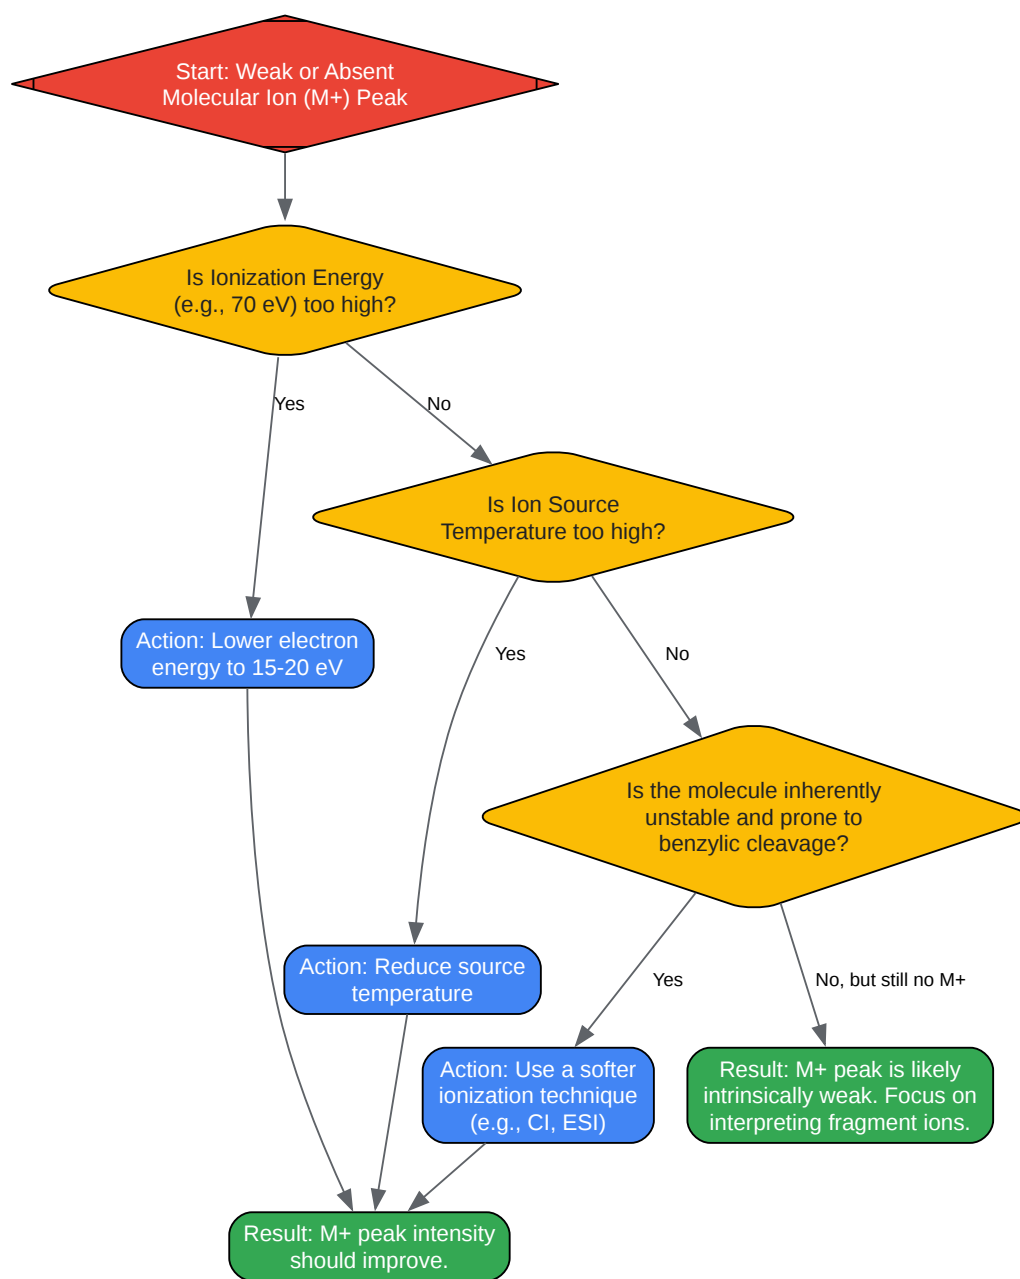 Start: Weak or Absent
Molecular Ion (M+) Peak
Is Ionization Energy
(e.g., 70 eV) too high?
Yes
No
Is Ion Source
Temperature too high?
Action: Lower electron
energy to 15-20 eV
Yes
No
Is the molecule inherently
unstable and prone to
benzylic cleavage?
Action: Reduce source
temperature
Yes
No, but still no M+
Action: Use a softer
ionization technique
(e.g., CI, ESI)
Result: M+ peak is likely
intrinsically weak. Focus on
interpreting fragment ions.
Result: M+ peak intensity
should improve.